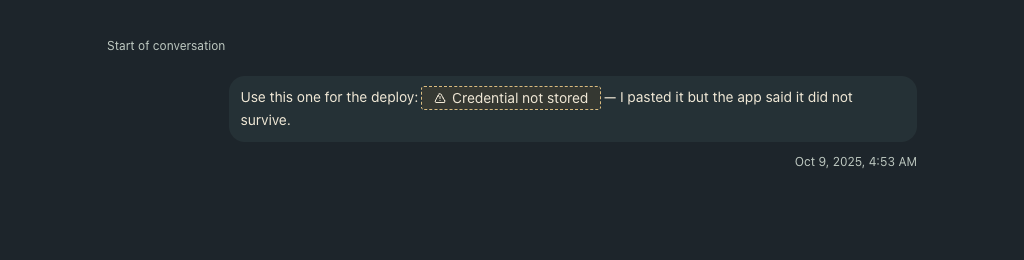 Start of conversation
Use this one for the deploy: Credential not stored — I pasted it but the app said it did not
survive.
Oct 9, 2025, 4:53 AM